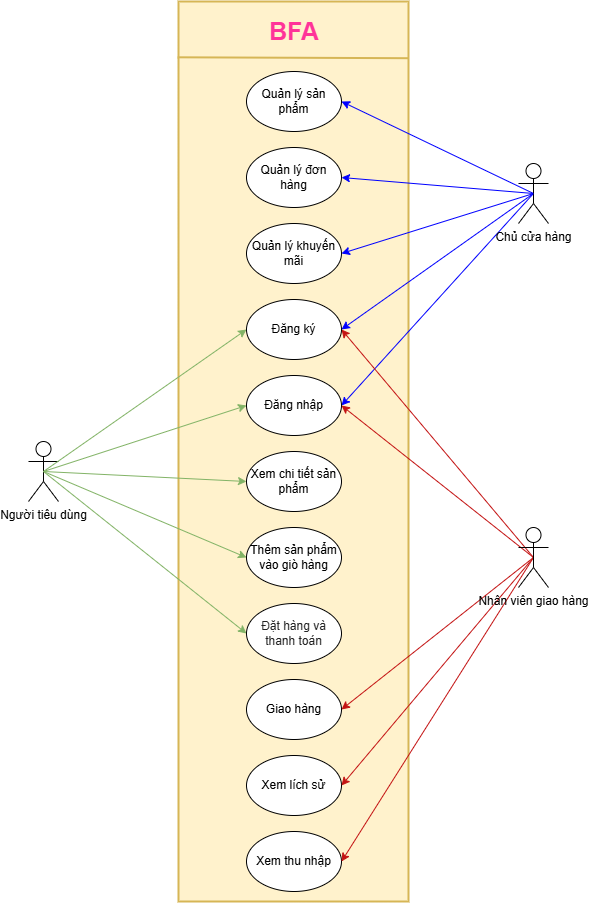 BFA
Quản lý sản
phẩm
Quản lý đơn
hàng
Chủ cửa hàng
Quản lý khuyến
mãi
Đăng ký
Đăng nhập
Xem chi tiết sản
phẩm
Người tiêu dùng
Thêm sản phẩm
vào giỏ hàng
Nhân viên giao hàng
Đặt hàng và
thanh toán
Giao hàng
Xem lích sử
Xem thu nhập